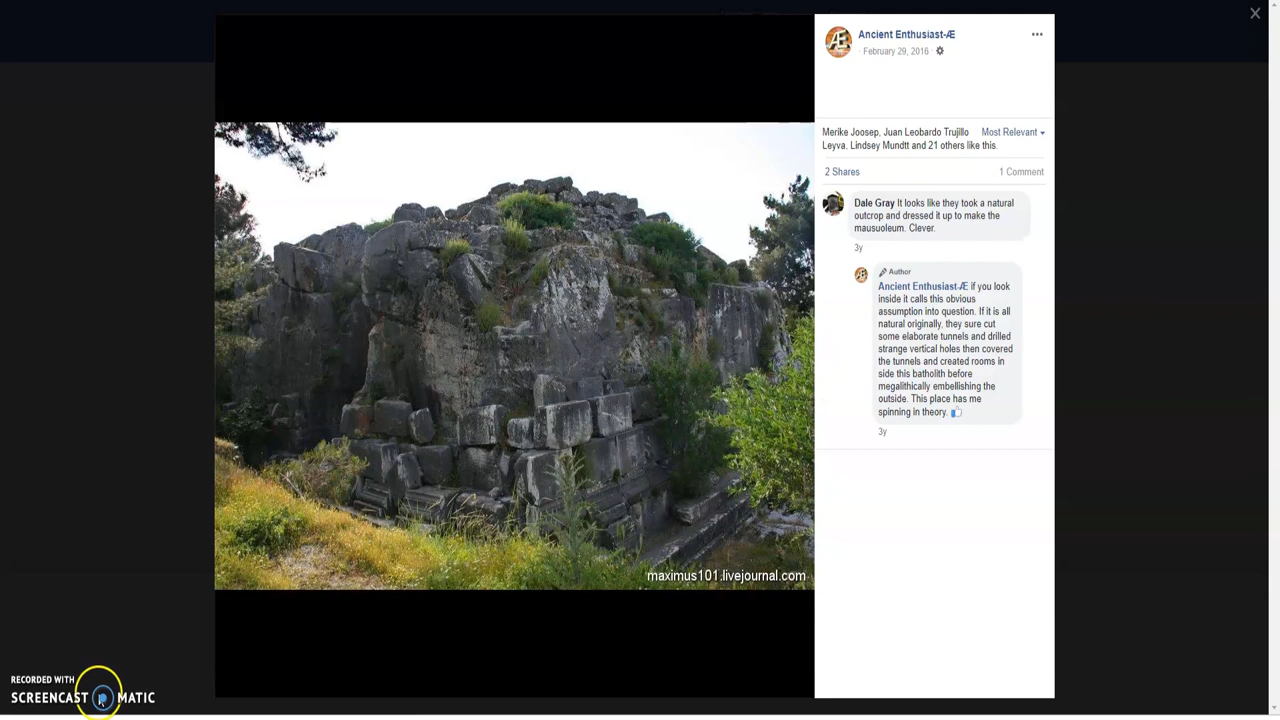 Ancient Enthusiast-Æ
February 29, 2016
Merike Joosep, Juan Leobardo Trujillo
Leyva, Lindsey Mundtt and 21 others like this.
Most Relevant
2 Shares
1 Comment
Dale Gray It looks like they took a natural
outcrop and dressed it up to make the
mausuoleum. Clever.
3y
Author
Ancient Enthusiast-Æ if you look
inside it calls this obvious
assumption into question. If it is all
natural originally, they sure cut
some elaborate tunnels and drilled
strange vertical holes then covered
the tunnels and created rooms in
side this batholith before
megalithically embellishing the
outside. This place has me
spinning in theory.
3y
maximus101.livejournal.com
RECORDED WITH
SCREENCAST MATIC